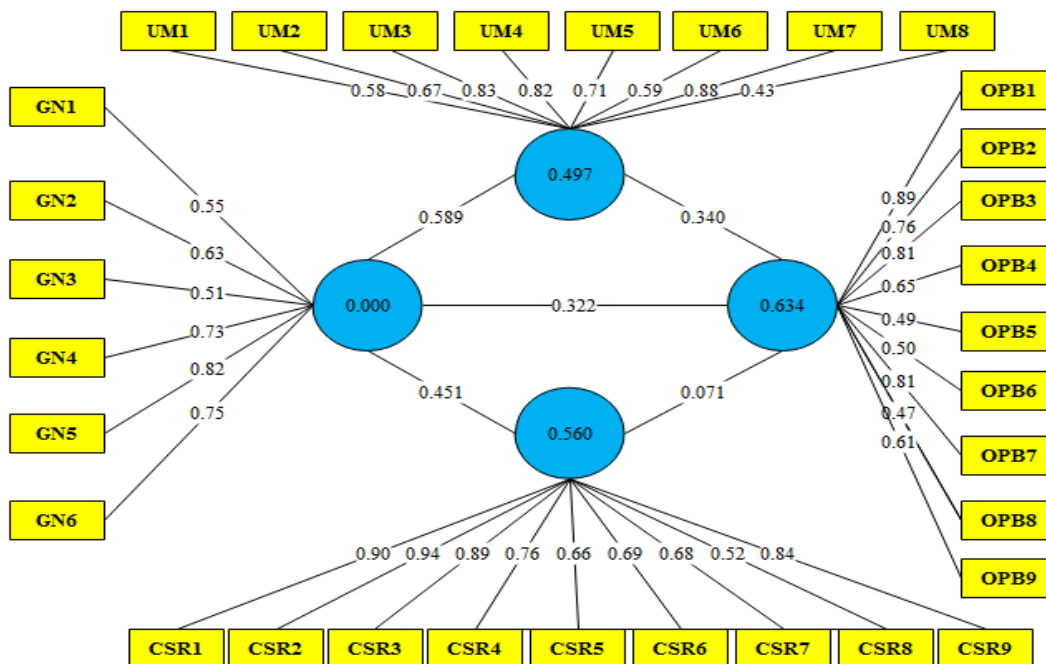 UM1 UM2 UM3 UM4 UM5 UM6 UM7 UM8
0.58 0.67 0.83 0.82 0.71 0.59 0.88 0.43
GN1
GN2
GN3
GN4
GN5
GN6
0.55
0.63
0.51
0.73
0.82
0.75
0.497
0.589
0.340
0.000
0.322
0.634
0.451
0.071
0.560
0.89
0.76
0.81
0.65
0.49
0.50
0.81
0.47
0.61
OPB1
OPB2
OPB3
OPB4
OPB5
OPB6
OPB7
OPB8
OPB9
0.90 0.94 0.89 0.76 0.66 0.69 0.68 0.52 0.84
CSR1 CSR2 CSR3 CSR4 CSR5 CSR6 CSR7 CSR8 CSR9